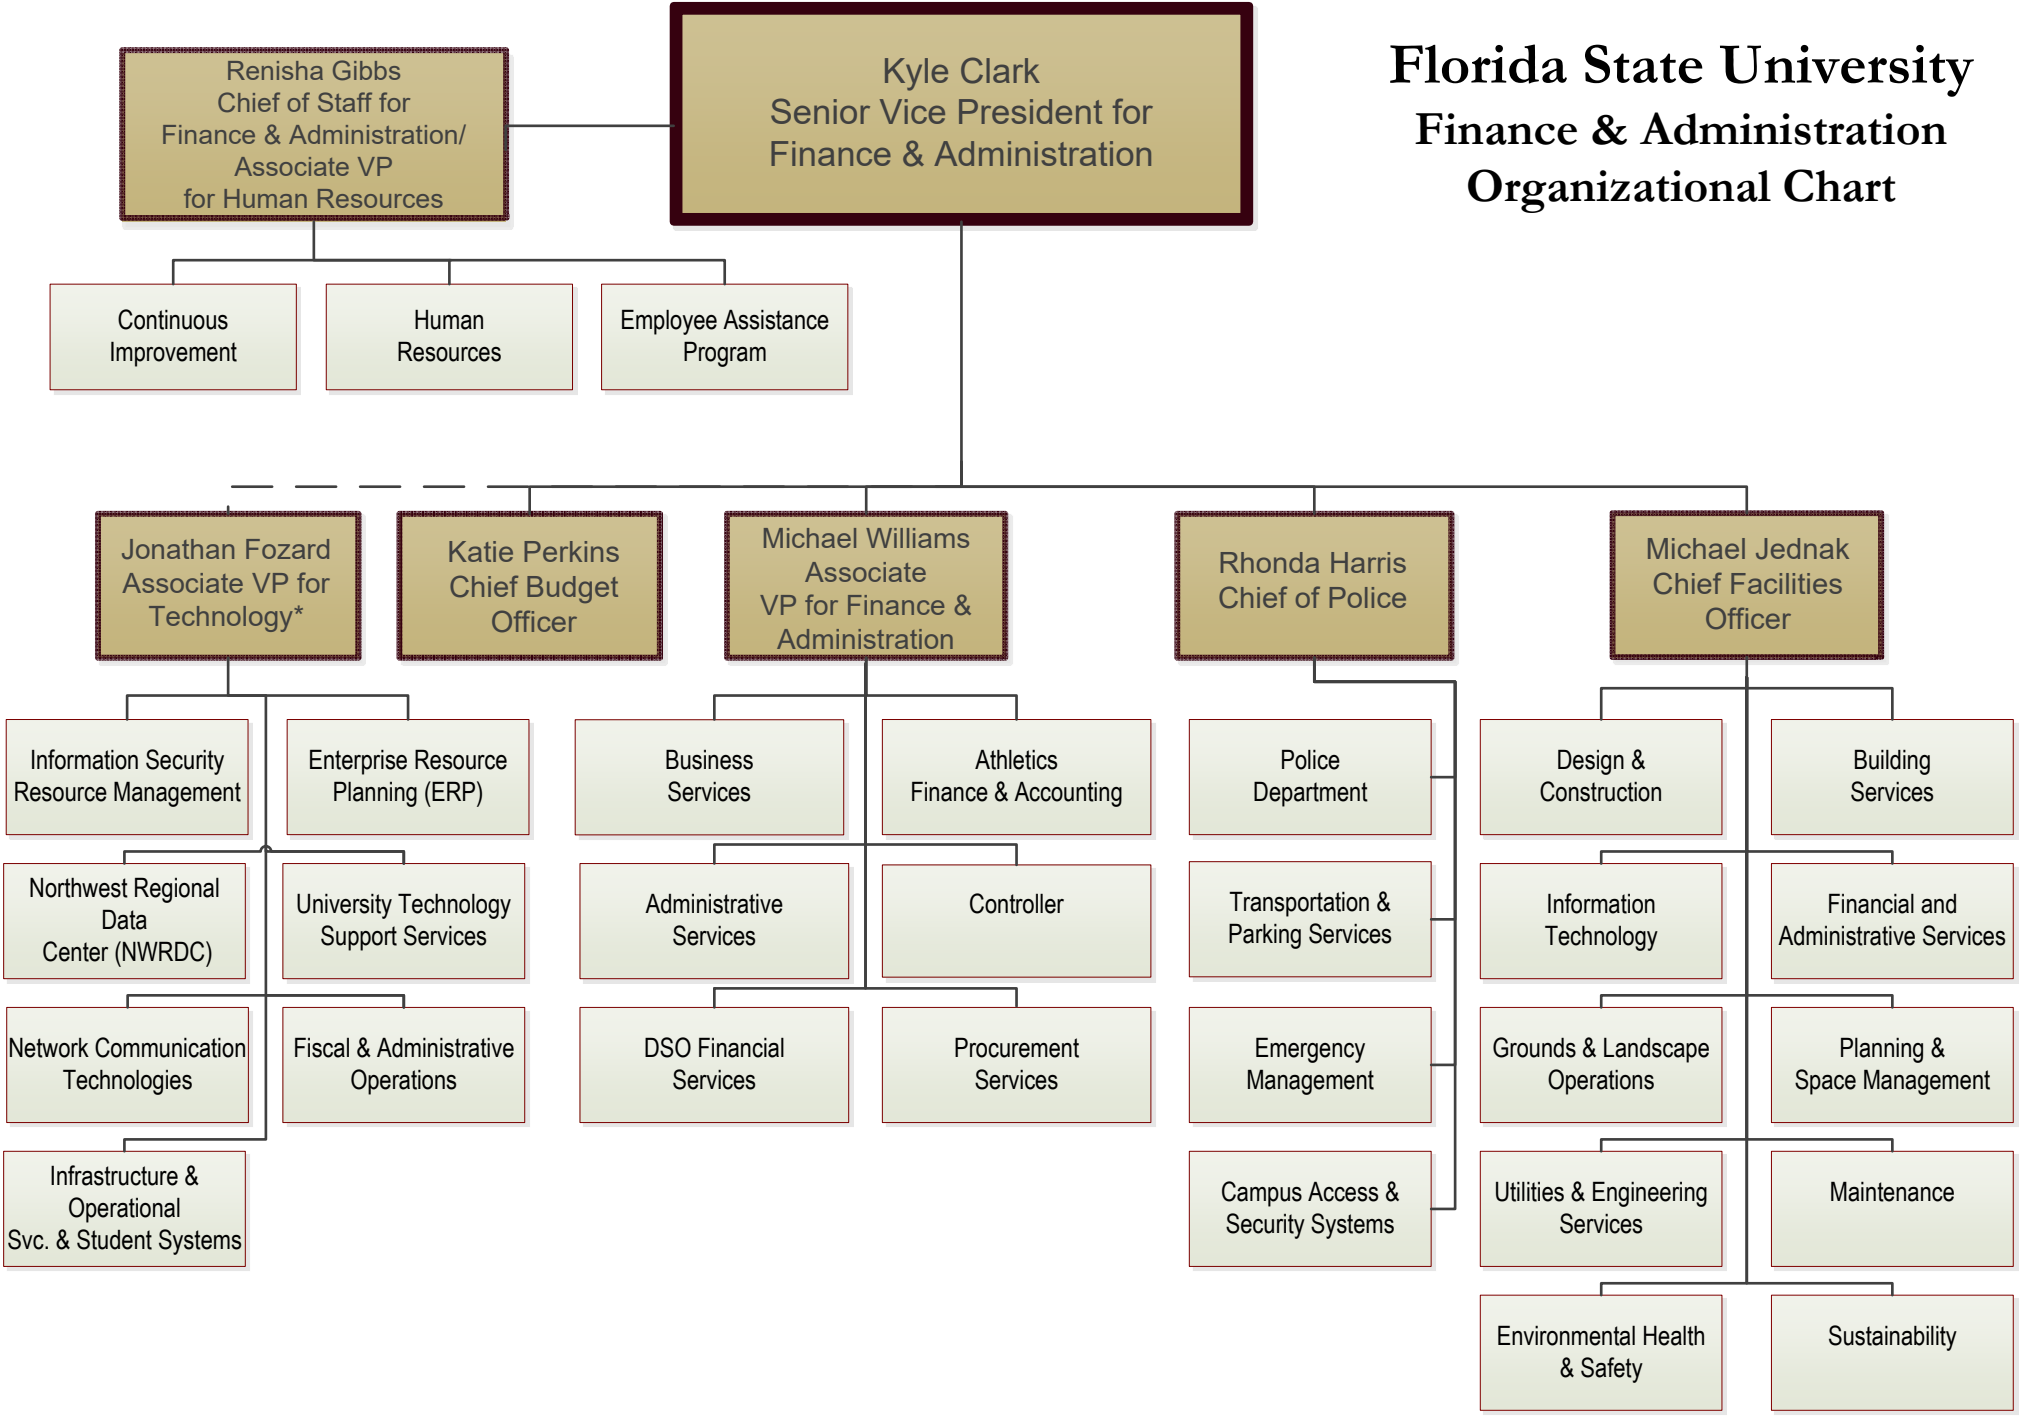 Florida State University
Finance & Administration
Organizational Chart
Kyle Clark
Senior Vice President for
Finance & Administration
Renisha Gibbs
Chief of Staff for
Finance & Administration/
Associate VP
for Human Resources
Continuous
Improvement
Human
Resources
Employee Assistance
Program
Jonathan Fozard
Associate VP for
Technology*
Katie Perkins
Chief Budget
Officer
Michael Williams
Associate
VP for Finance &
Administration
Rhonda Harris
Chief of Police
Michael Jednak
Chief Facilities
Officer
Information Security
Resource Management
Enterprise Resource
Planning (ERP)
Northwest Regional
Data
Center (NWRDC)
University Technology
Support Services
Network Communication
Technologies
Fiscal & Administrative
Operations
Infrastructure &
Operational
Svc. & Student Systems
Business
Services
Athletics
Finance & Accounting
Administrative
Services
Controller
DSO Financial
Services
Procurement
Services
Police
Department
Transportation &
Parking Services
Emergency
Management
Campus Access &
Security Systems
Design &
Construction
Building
Services
Information
Technology
Financial and
Administrative Services
Grounds & Landscape
Operations
Planning &
Space Management
Utilities & Engineering
Services
Maintenance
Environmental Health
& Safety
Sustainability